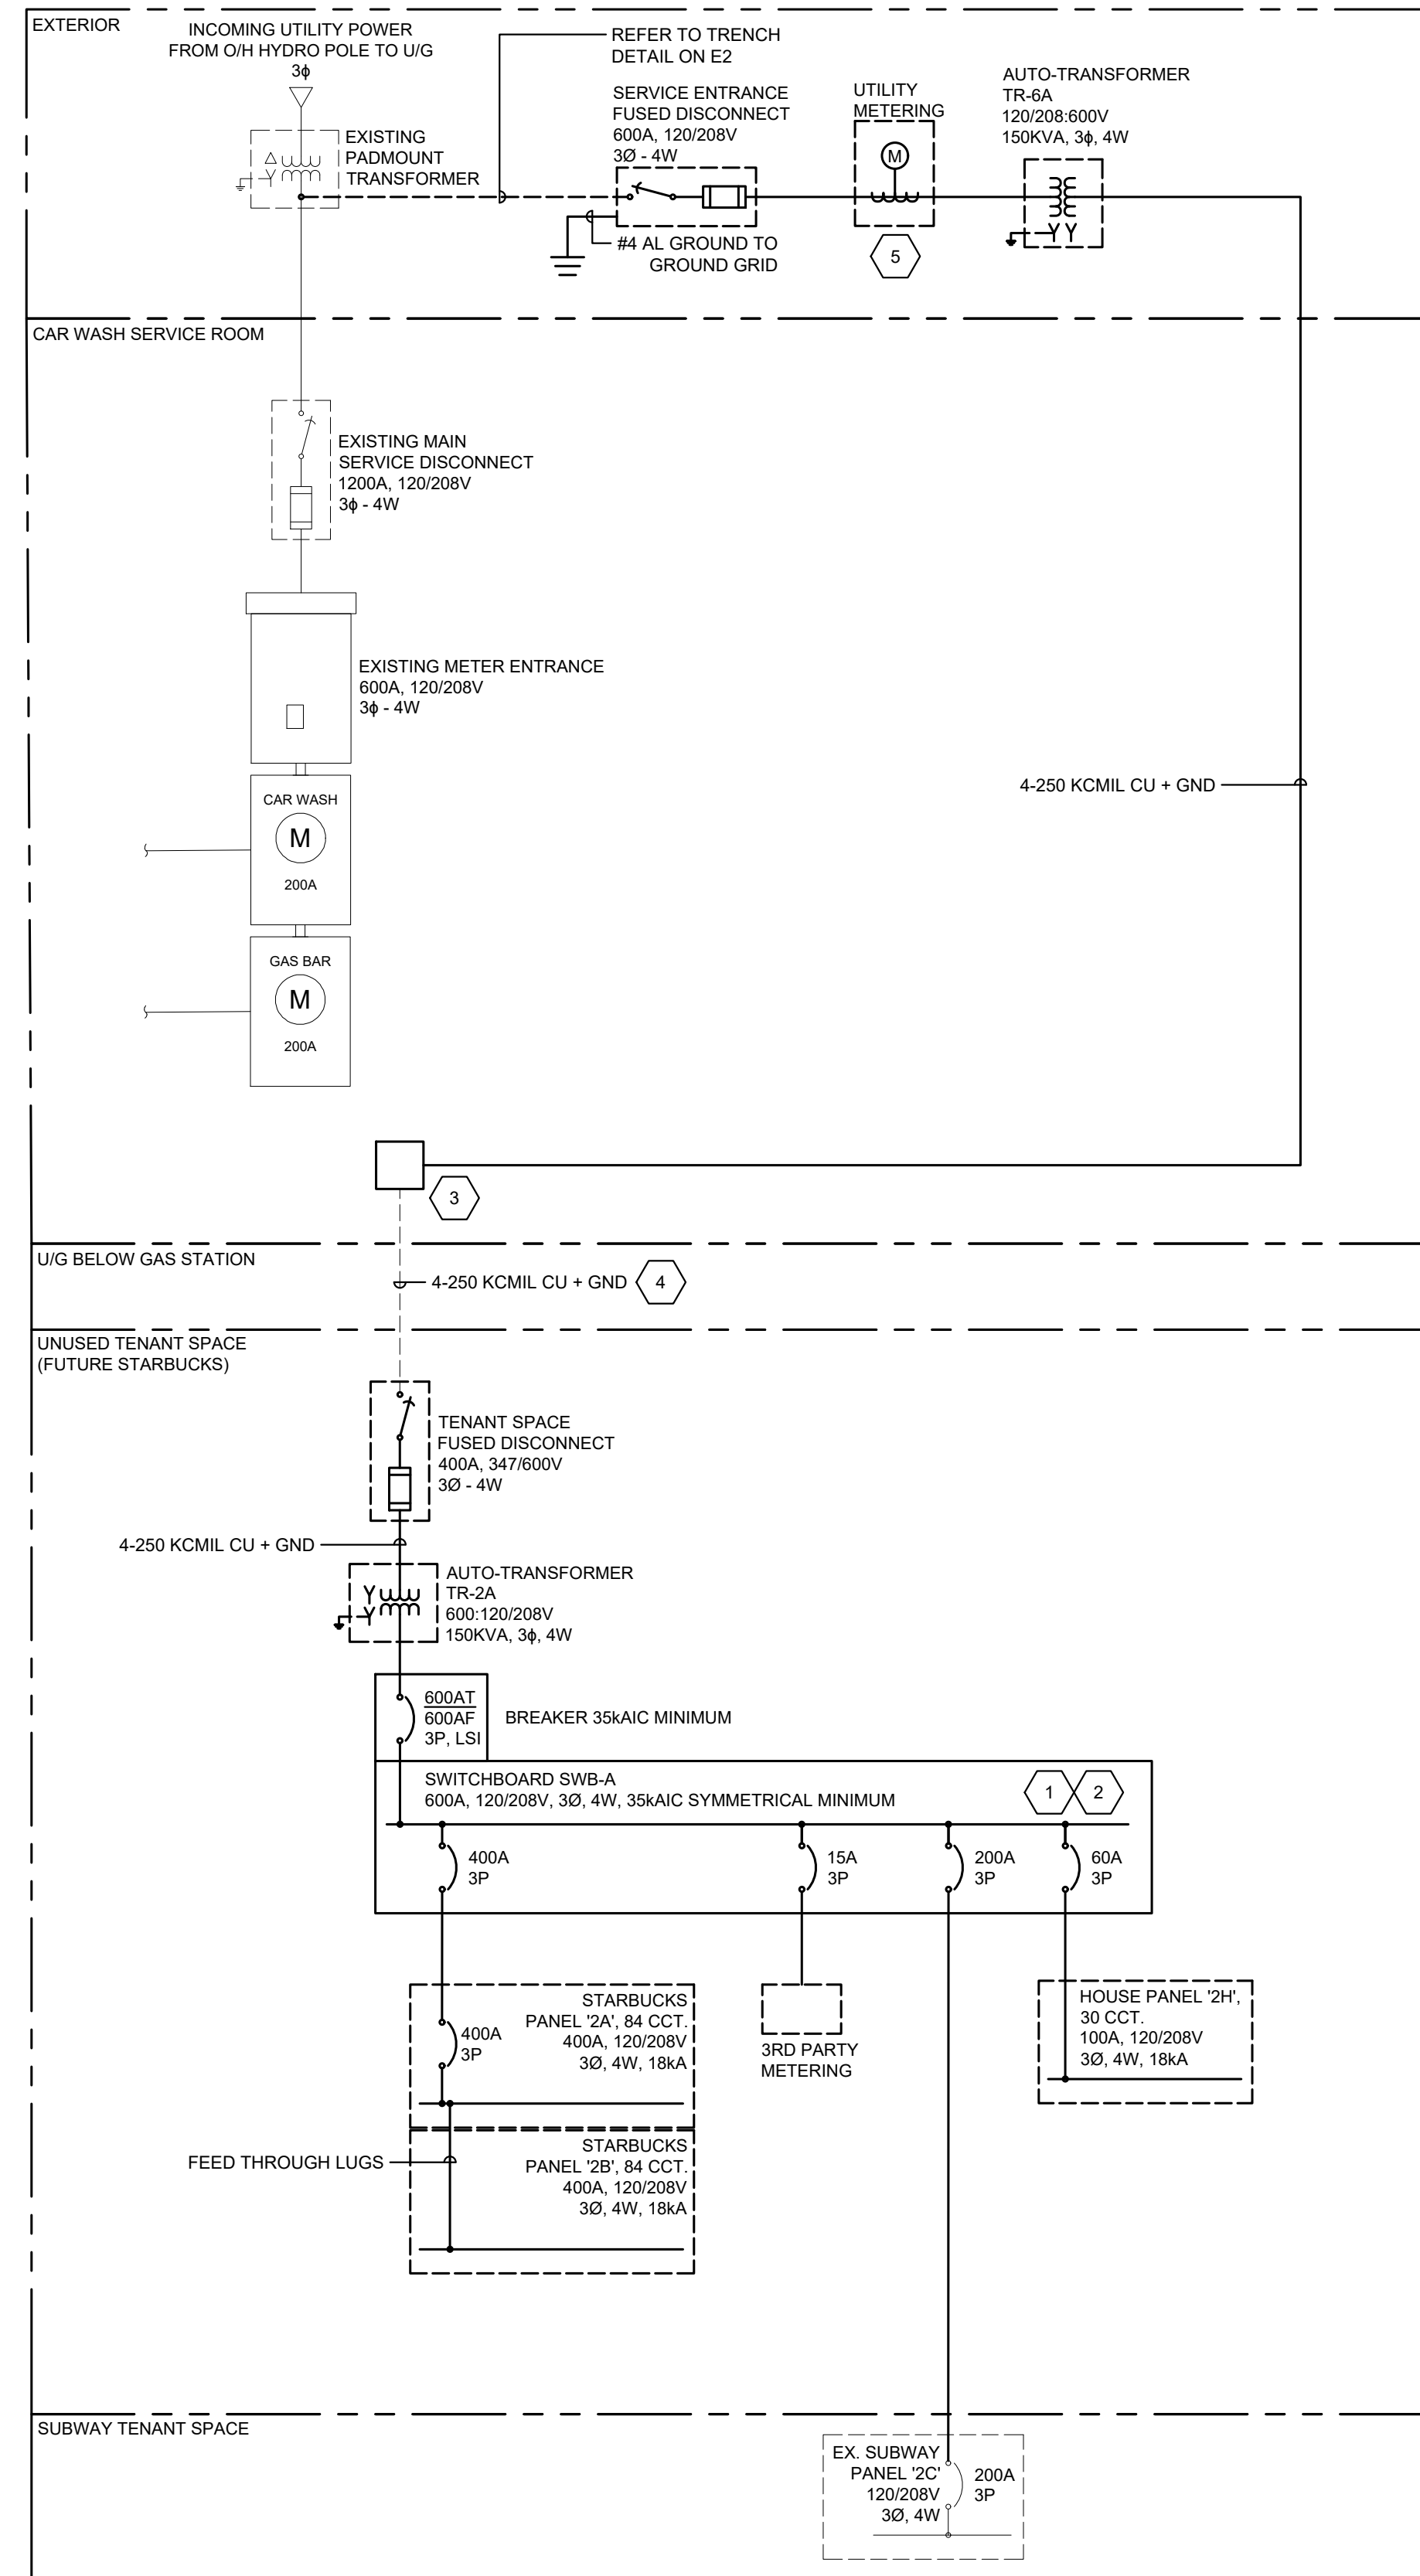 EXTERIOR
INCOMING UTILITY POWER
FROM O/H HYDRO POLE TO U/G
3ϕ
REFER TO TRENCH
DETAIL ON E2
EXISTING
PADMOUNT
TRANSFORMER
SERVICE ENTRANCE
FUSED DISCONNECT
600A, 120/208V
3Ø - 4W
#4 AL GROUND TO
GROUND GRID
UTILITY
METERING
M
5
AUTO-TRANSFORMER
TR-6A
120/208:600V
150KVA, 3ϕ, 4W
CAR WASH SERVICE ROOM
EXISTING MAIN
SERVICE DISCONNECT
1200A, 120/208V
3ϕ - 4W
EXISTING METER ENTRANCE
600A, 120/208V
3ϕ - 4W
4-250 KCMIL CU + GND
CAR WASH
M
200A
GAS BAR
M
200A
3
U/G BELOW GAS STATION
4-250 KCMIL CU + GND
4
UNUSED TENANT SPACE
(FUTURE STARBUCKS)
TENANT SPACE
FUSED DISCONNECT
400A, 347/600V
3Ø - 4W
4-250 KCMIL CU + GND
AUTO-TRANSFORMER
TR-2A
600:120/208V
150KVA, 3ϕ, 4W
600AT
600AF
3P, LSI
BREAKER 35kAIC MINIMUM
SWITCHBOARD SWB-A
600A, 120/208V, 3Ø, 4W, 35kAIC SYMMETRICAL MINIMUM
1
2
400A
3P
15A
3P
200A
3P
60A
3P
STARBUCKS
PANEL '2A', 84 CCT.
400A, 120/208V
3Ø, 4W, 18kA
400A
3P
3RD PARTY
METERING
HOUSE PANEL '2H',
30 CCT.
100A, 120/208V
3Ø, 4W, 18kA
FEED THROUGH LUGS
STARBUCKS
PANEL '2B', 84 CCT.
400A, 120/208V
3Ø, 4W, 18kA
SUBWAY TENANT SPACE
EX. SUBWAY
PANEL '2C'
120/208V
3Ø, 4W
200A
3P